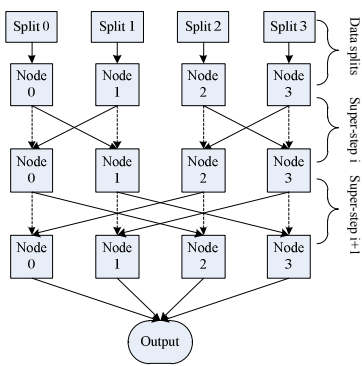 Split 0
Split 1
Split 2
Split 3
Data splits
Node
0
Node
1
Node
2
Node
3
Super-step i
Node
0
Node
1
Node
2
Node
3
Super-step i+1
Node
0
Node
1
Node
2
Node
3
Output